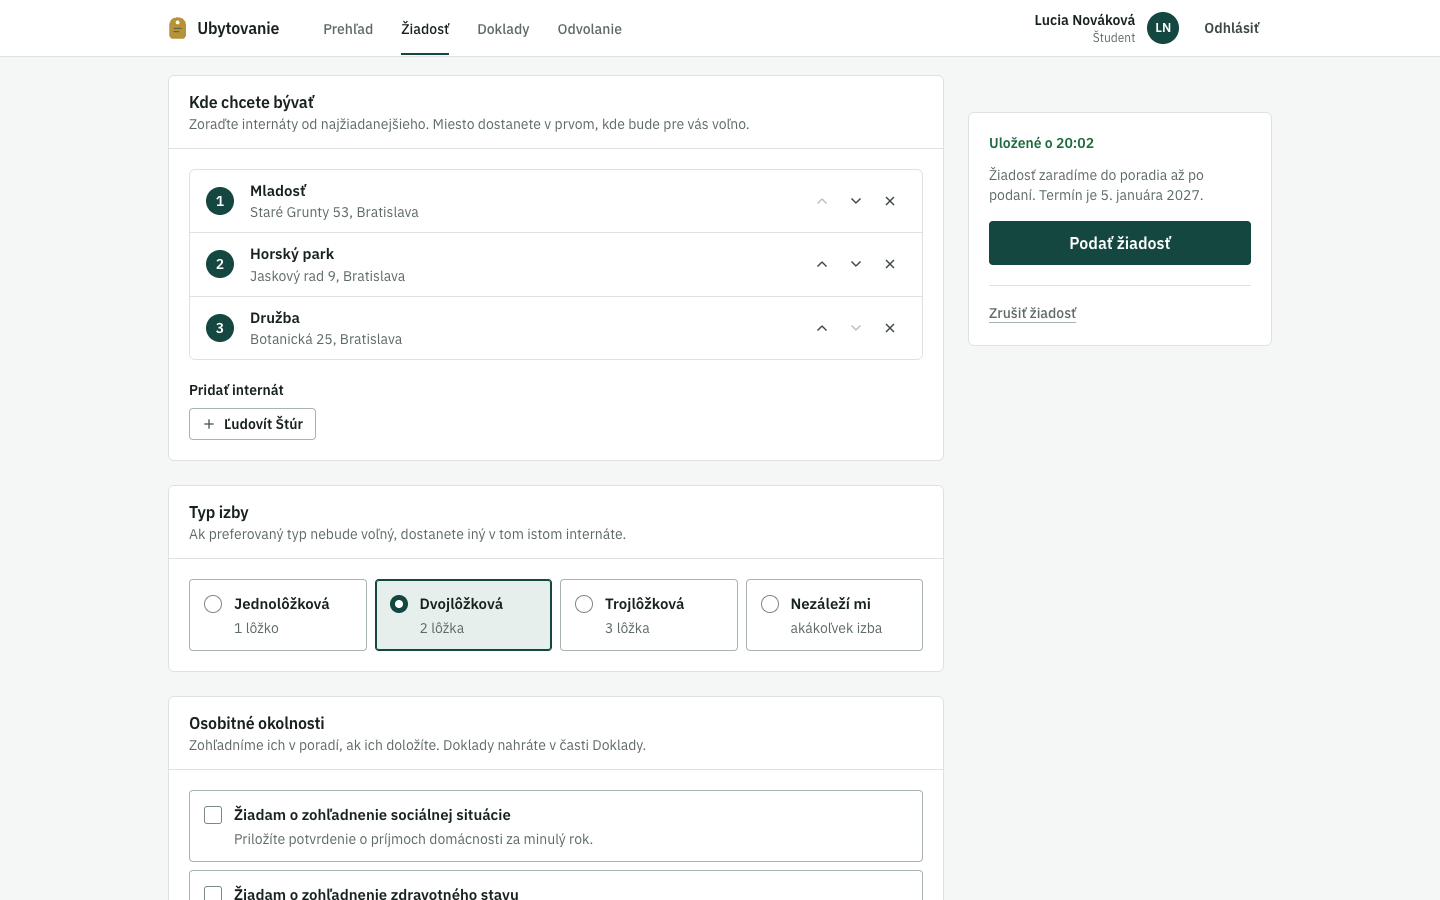 Ubytovanie
Prehľad
Žiadosť
Doklady
Odvolanie
Lucia Nováková
Študent
LN
Odhlásiť
Kde chcete bývať
Zoraďte internáty od najžiadanejšieho. Miesto dostanete v prvom, kde bude pre vás voľno.
1
Mladosť
Staré Grunty 53, Bratislava
2
Horský park
Jaskový rad 9, Bratislava
3
Družba
Botanická 25, Bratislava
Pridať internát
Ľudovít Štúr
Uložené o 20:02
Žiadosť zaradíme do poradia až po
podaní. Termín je 5. januára 2027.
Podať žiadosť
Zrušiť žiadosť
Typ izby
Ak preferovaný typ nebude voľný, dostanete iný v tom istom internáte.
Jednolôžková
1 lôžko
Dvojlôžková
2 lôžka
Trojlôžková
3 lôžka
Nezáleží mi
akákoľvek izba
Osobitné okolnosti
Zohľadníme ich v poradí, ak ich doložíte. Doklady nahráte v časti Doklady.
Žiadam o zohľadnenie sociálnej situácie
Priložíte potvrdenie o príjmoch domácnosti za minulý rok.
Žiadam o zohľadnenie zdravotného stavu